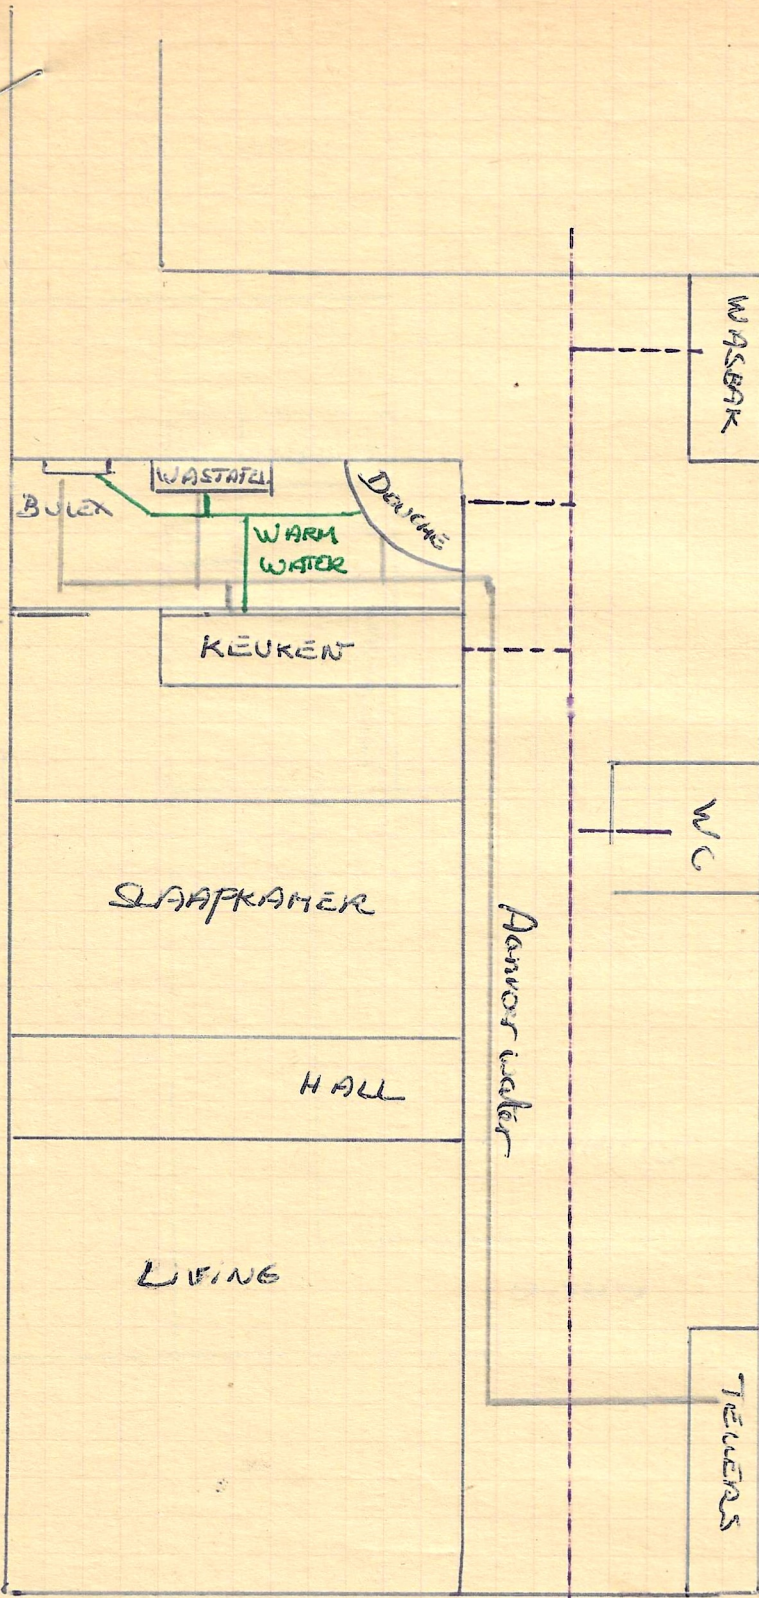 WASBAK
WASTAFEL
DOUCHE
BULEX
WARM
WATER
KEUKEN
WC
SLAAPKAMER
Aanvoer water
HALL
LIVING
TELLERS